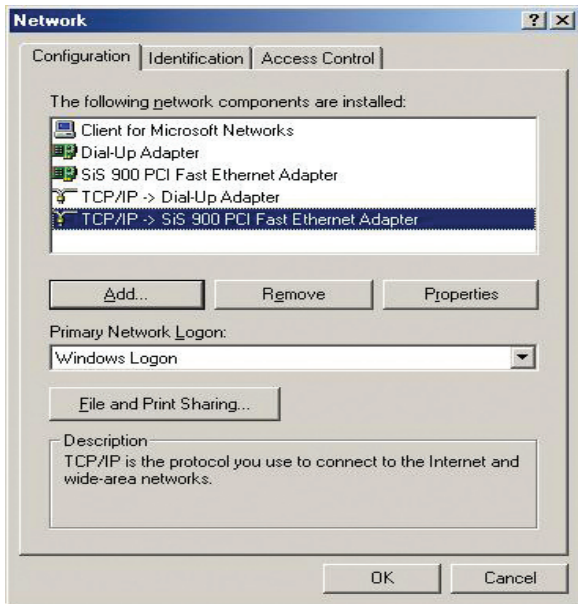 Network
Configuration Identification Access Control
The following network components are installed:
Client for Microsoft Networks
Dial-Up Adapter
SiS 900 PCI Fast Ethernet Adapter
TCP/IP -> Dial-Up Adapter
TCP/IP -> SiS 900 PCI Fast Ethernet Adapter
Add... Remove Properties
Primary Network Logon:
Windows Logon
File and Print Sharing...
Description
TCP/IP is the protocol you use to connect to the Internet and
wide-area networks.
OK Cancel